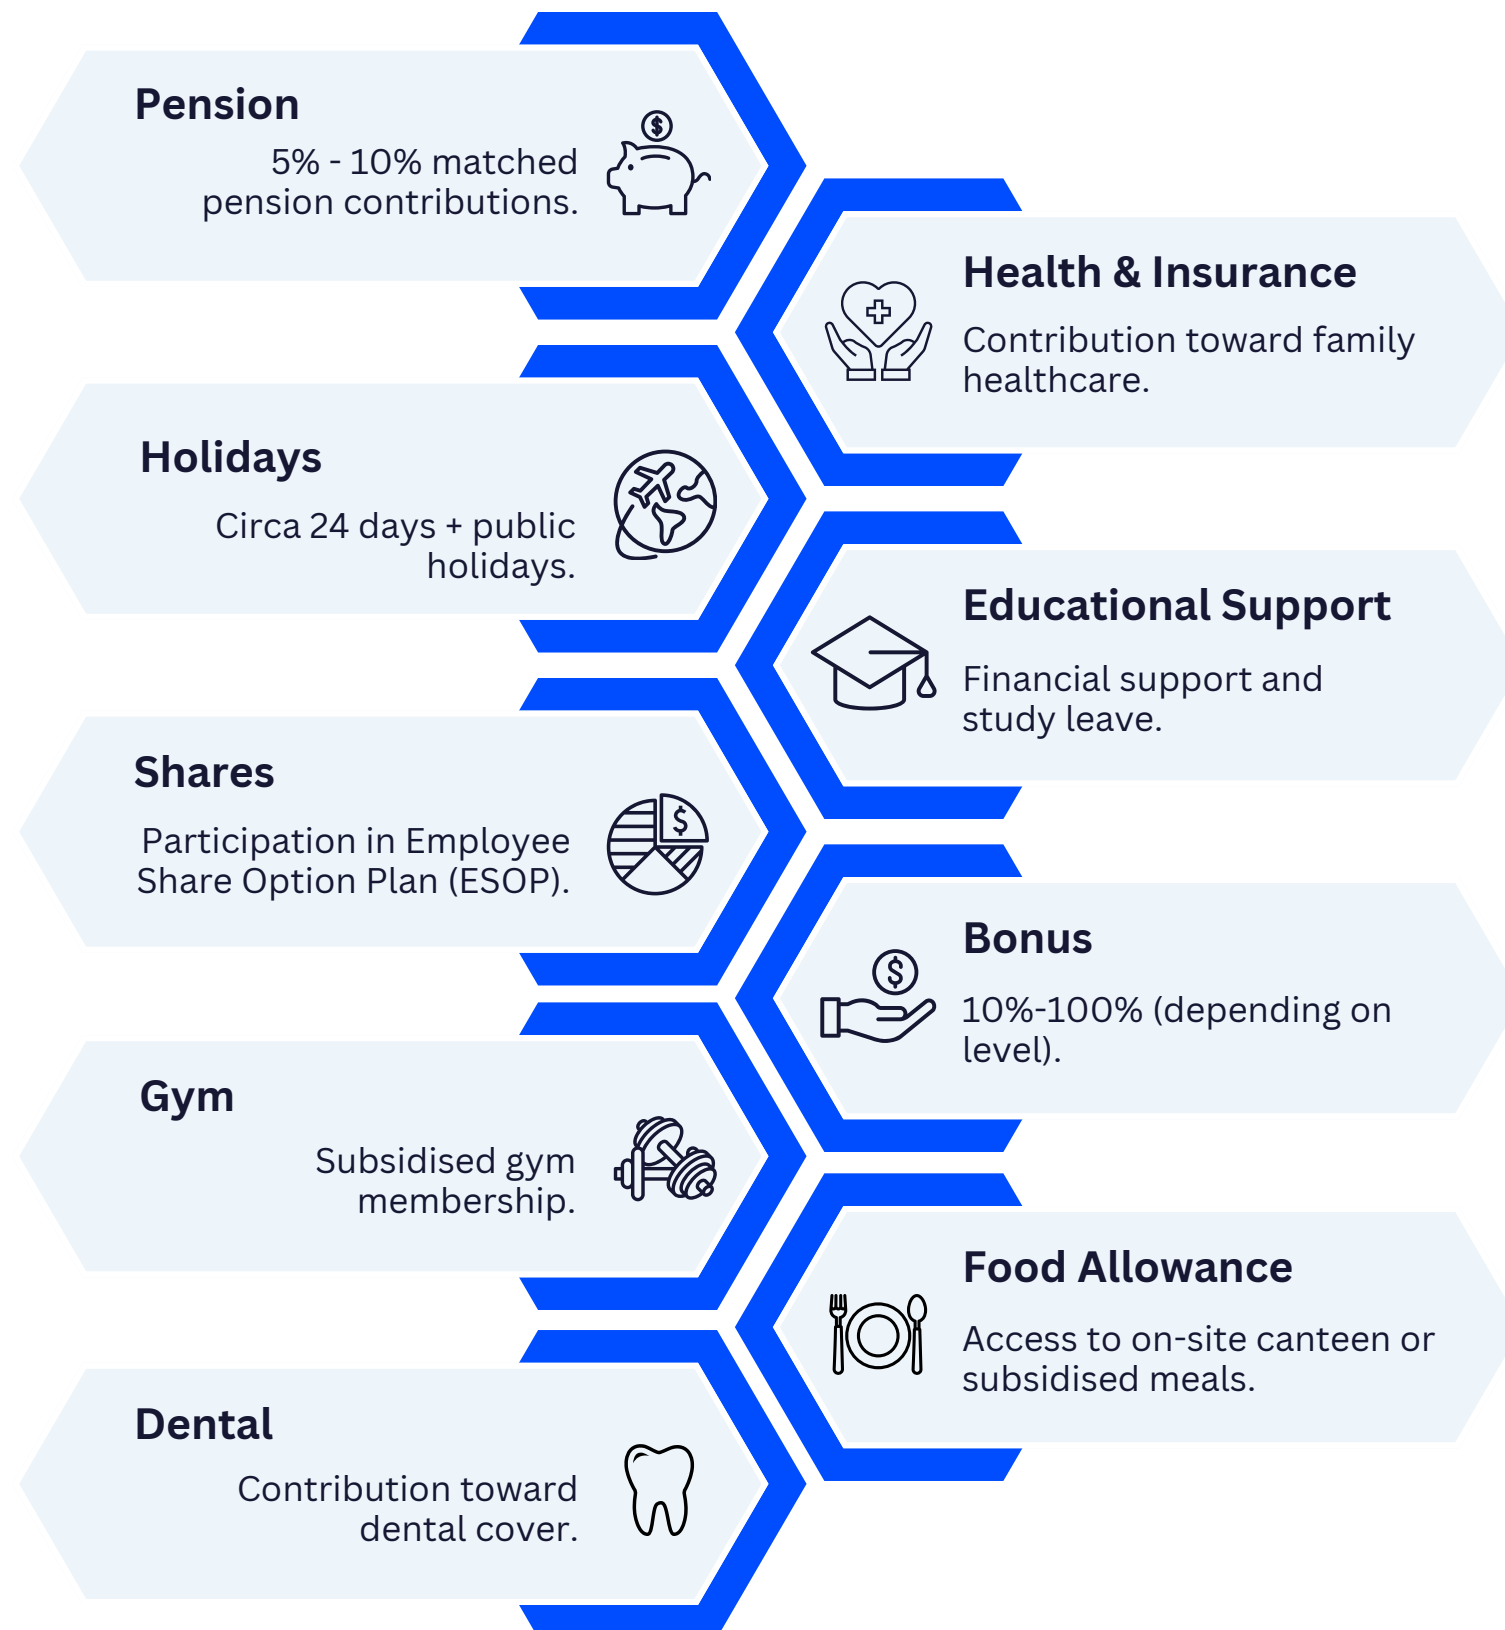 Pension
5% - 10% matched
pension contributions.
Health & Insurance
Contribution toward family
healthcare.
Holidays
Circa 24 days + public
holidays.
Educational Support
Financial support and
study leave.
Shares
Participation in Employee
Share Option Plan (ESOP).
Bonus
10%-100% (depending on
level).
Gym
Subsidised gym
membership.
Food Allowance
Access to on-site canteen or
subsidised meals.
Dental
Contribution toward
dental cover.